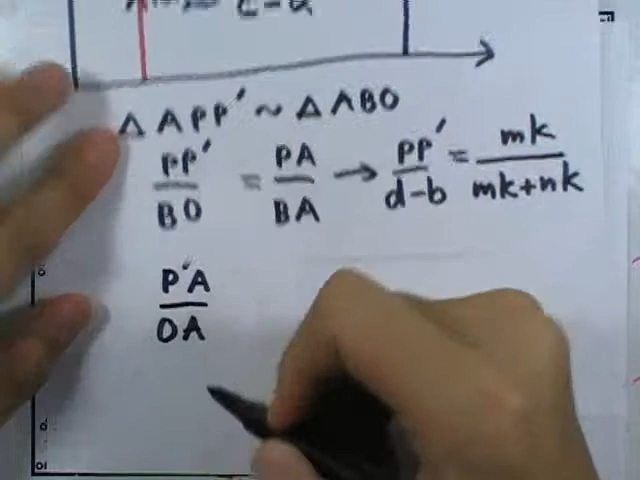 △ APP' ~ △ ABO
PP'/BO = PA/BA → PP'/d-b = mk/mk+nk
P'A/OA